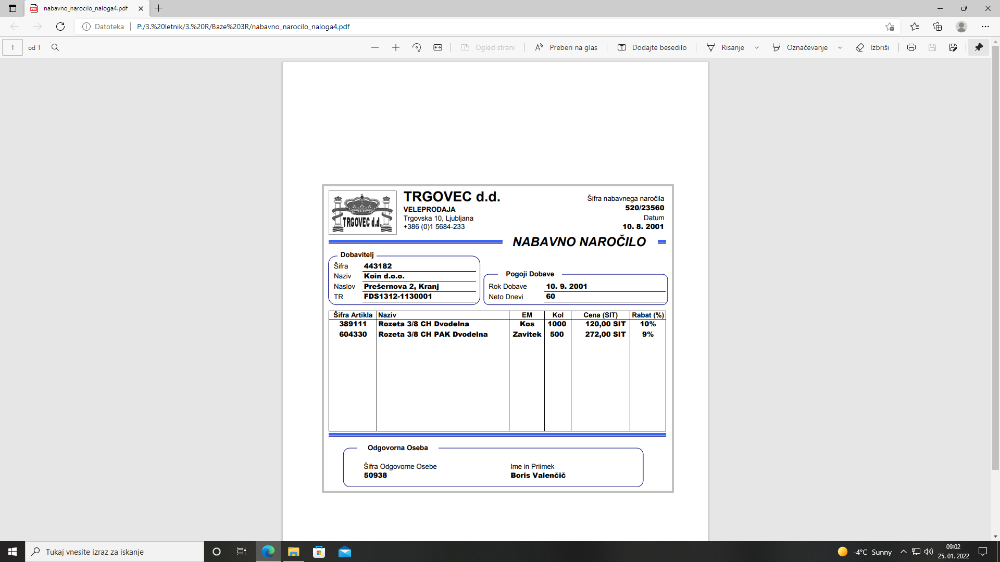 nabavno_narocilo_naloga4.pdf
Datoteka P:/3.%20letnik/3.%20R/Baze%203R/nabavno_narocilo_naloga4.pdf
1 od 1 Ogled strani Preberi na glas Dodajte besedilo Risanje Označevanje Izbriši
TRGOVEC d.d.
TRGOVEC d.d.
VELEPRODAJA
Trgovska 10, Ljubljana
+386 (0)1 5684-233
Šifra nabavnega naročila
520/23560
Datum
10. 8. 2001
NABAVNO NAROČILO
Dobavitelj
Šifra 443182
Naziv Koin d.o.o.
Naslov Prešernova 2, Kranj
TR FDS1312-1130001
Pogoji Dobave
Rok Dobave 10. 9. 2001
Neto Dnevi 60
Šifra Artikla Naziv EM Kol Cena (SIT) Rabat (%)
389111 Rozeta 3/8 CH Dvodelna Kos 1000 120,00 SIT 10%
604330 Rozeta 3/8 CH PAK Dvodelna Zavitek 500 272,00 SIT 9%
Odgovorna Oseba
Šifra Odgovorne Osebe Ime in Priimek
50938 Boris Valenčič
Tukaj vnesite izraz za iskanje
-4°C Sunny
09:02
25. 01. 2022